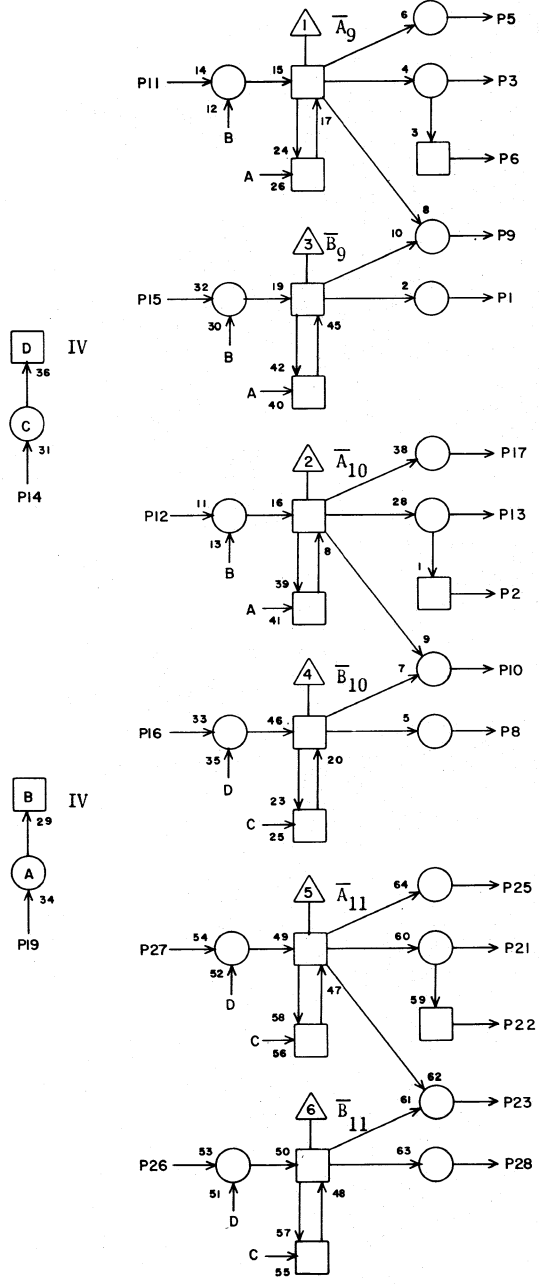 1 A̅9 6 P5
P11 14 15 4 P3
12 17 3
B 24 P6
A 26 8
3 B̅9 10 P9
P15 32 19 2 P1
30 45
D IV B 42
36 A 40
C
31 2 A̅10 38 P17
P14
P12 11 16 28 P13
13 8 1
B 39 P2
A 41 9
4 B̅10 7 P10
P16 33 46 5 P8
35 20
B IV D 23
29 C 25
A
34 5 A̅11 64 P25
P19 P27 54 49 60 P21
52 47 59
D 58 P22
C 56 62
6 B̅11 61 P23
P26 53 50 63 P28
51 48
D 57
C 55